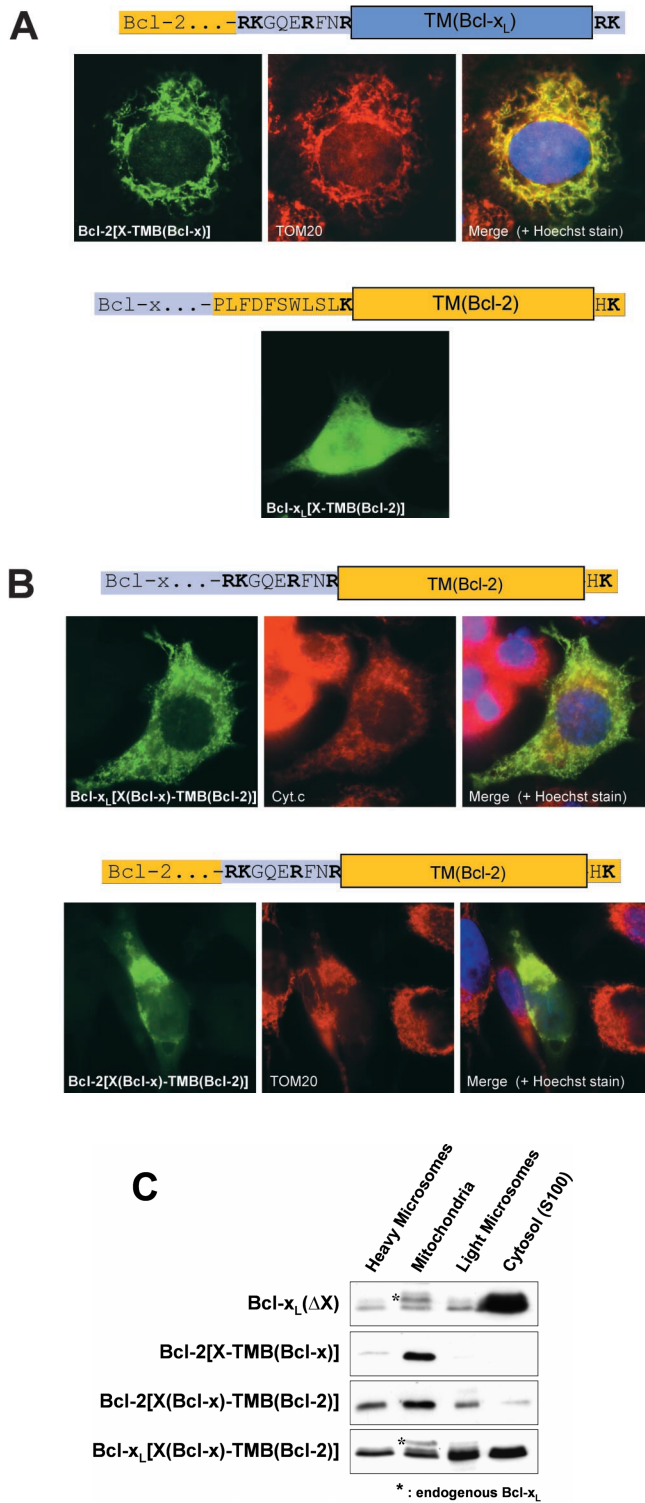 A
Bcl-2...-RKGQERFNR TM(Bcl-xL) RK
Bcl-2[X-TMB(Bcl-x)] TOM20 Merge (+ Hoechst stain)
Bcl-x...-PLFDFSWLSLK TM(Bcl-2) HK
Bcl-xL[X-TMB(Bcl-2)]
B
Bcl-x...-RKGQERFNR TM(Bcl-2) HK
Bcl-xL[X(Bcl-x)-TMB(Bcl-2)] Cyt.c Merge (+ Hoechst stain)
Bcl-2...-RKGQERFNR TM(Bcl-2) HK
Bcl-2[X(Bcl-x)-TMB(Bcl-2)] TOM20 Merge (+ Hoechst stain)
C
Heavy Microsomes
Mitochondria
Light Microsomes
Cytosol (S100)
Bcl-xL(ΔX) *
Bcl-2[X-TMB(Bcl-x)]
Bcl-2[X(Bcl-x)-TMB(Bcl-2)]
Bcl-xL[X(Bcl-x)-TMB(Bcl-2)] *
* : endogenous Bcl-xL